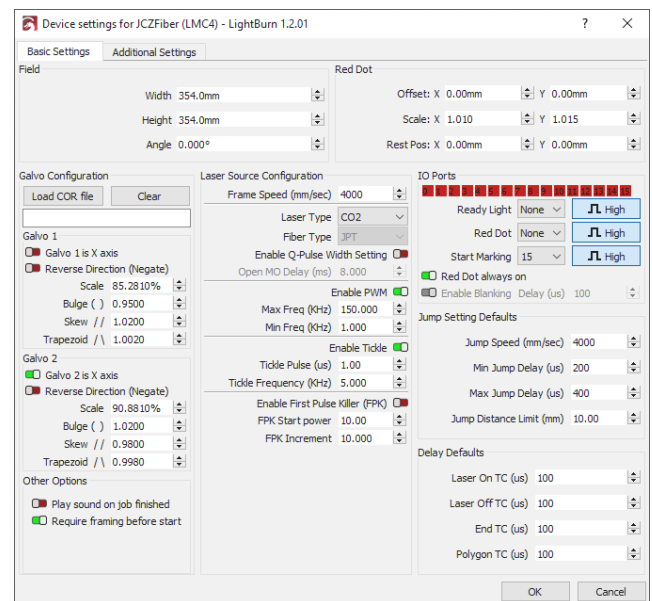 Device settings for JCZFiber (LMC4) - LightBurn 1.2.01 ? ×
Basic Settings Additional Settings
Field
Width 354.0mm
Height 354.0mm
Angle 0.000°
Red Dot
Offset: X 0.00mm Y 0.00mm
Scale: X 1.010 Y 1.015
Rest Pos: X 0.00mm Y 0.00mm
Galvo Configuration
Load COR file Clear
Galvo 1
Galvo 1 is X axis
Reverse Direction (Negate)
Scale 85.2810%
Bulge ( ) 0.9500
Skew / / 1.0200
Trapezoid / \ 1.0020
Galvo 2
Galvo 2 is X axis
Reverse Direction (Negate)
Scale 90.8810%
Bulge ( ) 1.0200
Skew / / 0.9800
Trapezoid / \ 0.9980
Other Options
Play sound on job finished
Require framing before start
Laser Source Configuration
Frame Speed (mm/sec) 4000
Laser Type CO2
Fiber Type JPT
Enable Q-Pulse Width Setting
Open MO Delay (ms) 8.000
Enable PWM
Max Freq (KHz) 150.000
Min Freq (KHz) 1.000
Enable Tickle
Tickle Pulse (us) 1.00
Tickle Frequency (KHz) 5.000
Enable First Pulse Killer (FPK)
FPK Start power 10.00
FPK Increment 10.000
IO Ports
0 1 2 3 4 5 6 7 8 9 10 11 12 13 14 15
Ready Light None High
Red Dot None High
Start Marking 15 High
Red Dot always on
Enable Blanking Delay (us) 100
Jump Setting Defaults
Jump Speed (mm/sec) 4000
Min Jump Delay (us) 200
Max Jump Delay (us) 400
Jump Distance Limit (mm) 10.00
Delay Defaults
Laser On TC (us) 100
Laser Off TC (us) 100
End TC (us) 100
Polygon TC (us) 100
OK Cancel